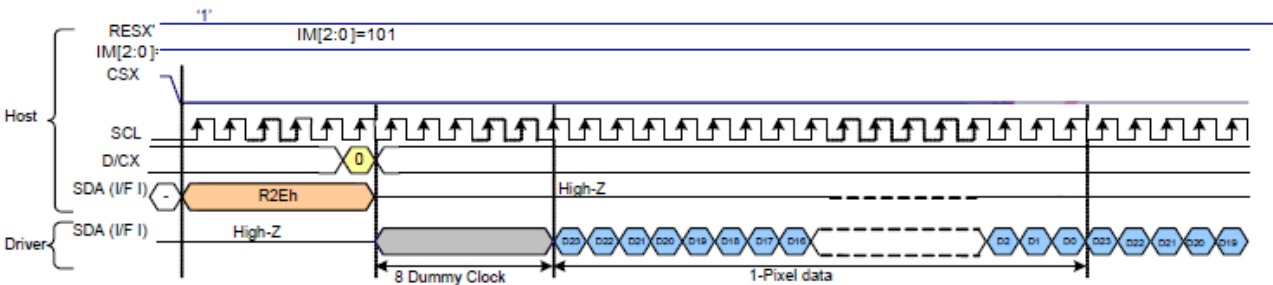 '1'
RESX'
IM[2:0]=101
IM[2:0]:
CSX
Host
SCL
D/CX
0
SDA (I/F I)
-
R2Eh
High-Z
Driver
SDA (I/F I)
High-Z
D23 D22 D21 D20 D19 D18 D17 D16 D2 D1 D0 D23 D22 D21 D20 D19
8 Dummy Clock
1-Pixel data